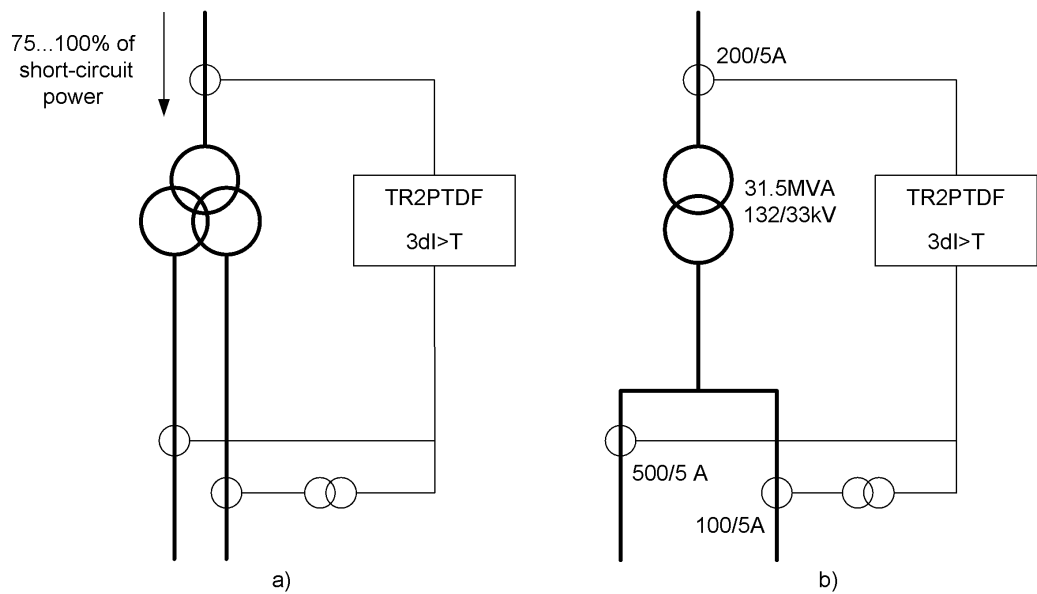 75...100% of
short-circuit
power
TR2PTDF
3dI>T
a)
200/5A
31.5MVA
132/33kV
TR2PTDF
3dI>T
500/5 A
100/5A
b)